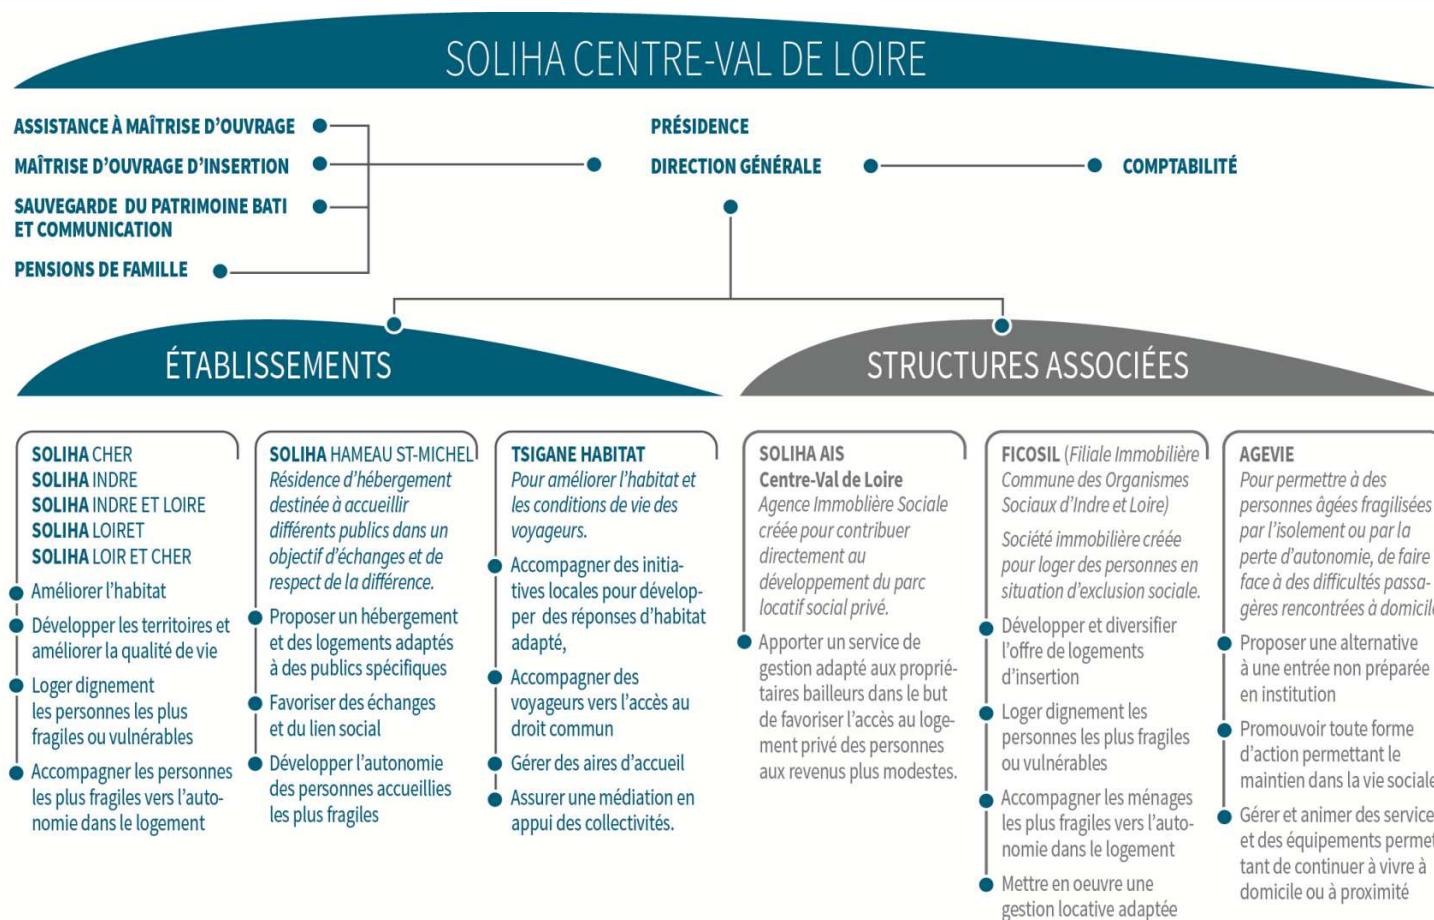 SOLIHA CENTRE-VAL DE LOIRE
ASSISTANCE À MAÎTRISE D'OUVRAGE
MAÎTRISE D'OUVRAGE D'INSERTION
SAUVEGARDE DU PATRIMOINE BATI
ET COMMUNICATION
PENSIONS DE FAMILLE
PRÉSIDENCE
DIRECTION GÉNÉRALE
COMPTABILITÉ
ÉTABLISSEMENTS
STRUCTURES ASSOCIÉES
SOLIHA CHER
SOLIHA INDRE
SOLIHA INDRE ET LOIRE
SOLIHA LOIRET
SOLIHA LOIR ET CHER
Améliorer l'habitat
Développer les territoires et
améliorer la qualité de vie
Loger dignement
les personnes les plus
fragiles ou vulnérables
Accompagner les personnes
les plus fragiles vers l'auto-
nomie dans le logement
SOLIHA HAMEAU ST-MICHEL
Résidence d'hébergement
destinée à accueillir
différents publics dans un
objectif d'échanges et de
respect de la différence.
Proposer un hébergement
et des logements adaptés
à des publics spécifiques
Favoriser des échanges
et du lien social
Développer l'autonomie
des personnes accueillies
les plus fragiles
TSIGANE HABITAT
Pour améliorer l'habitat et
les conditions de vie des
voyageurs.
Accompagner des initia-
tives locales pour dévelop-
per des réponses d'habitat
adapté,
Accompagner des
voyageurs vers l'accès au
droit commun
Gérer des aires d'accueil
Assurer une médiation en
appui des collectivités.
SOLIHA AIS
Centre-Val de Loire
Agence Immoblière Sociale
créée pour contribuer
directement au
développement du parc
locatif social privé.
Apporter un service de
gestion adapté aux proprié-
taires bailleurs dans le but
de favoriser l'accès au loge-
ment privé des personnes
aux revenus plus modestes.
FICOSIL (Filiale Immobilière
Commune des Organismes
Sociaux d'Indre et Loire)
Société immobilière créée
pour loger des personnes en
situation d'exclusion sociale.
Développer et diversifier
l'offre de logements
d'insertion
Loger dignement les
personnes les plus fragiles
ou vulnérables
Accompagner les ménages
les plus fragiles vers l'auto-
nomie dans le logement
Mettre en oeuvre une
gestion locative adaptée
AGEVIE
Pour permettre à des
personnes âgées fragilisées
par l'isolement ou par la
perte d'autonomie, de faire
face à des difficultés passa-
gères rencontrées à domicile
Proposer une alternative
à une entrée non préparée
en institution
Promouvoir toute forme
d'action permettant le
maintien dans la vie sociale
Gérer et animer des service
et des équipements permet
tant de continuer à vivre à
domicile ou à proximité